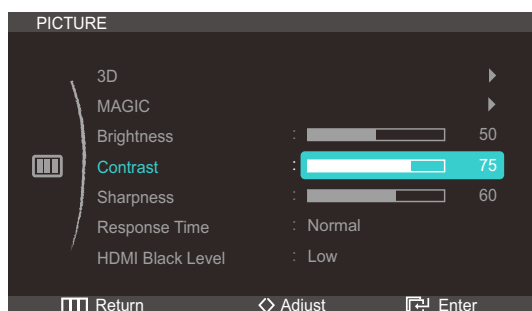 PICTURE
3D
MAGIC
Brightness : 50
Contrast : 75
Sharpness : 60
Response Time : Normal
HDMI Black Level : Low
Return Adjust Enter